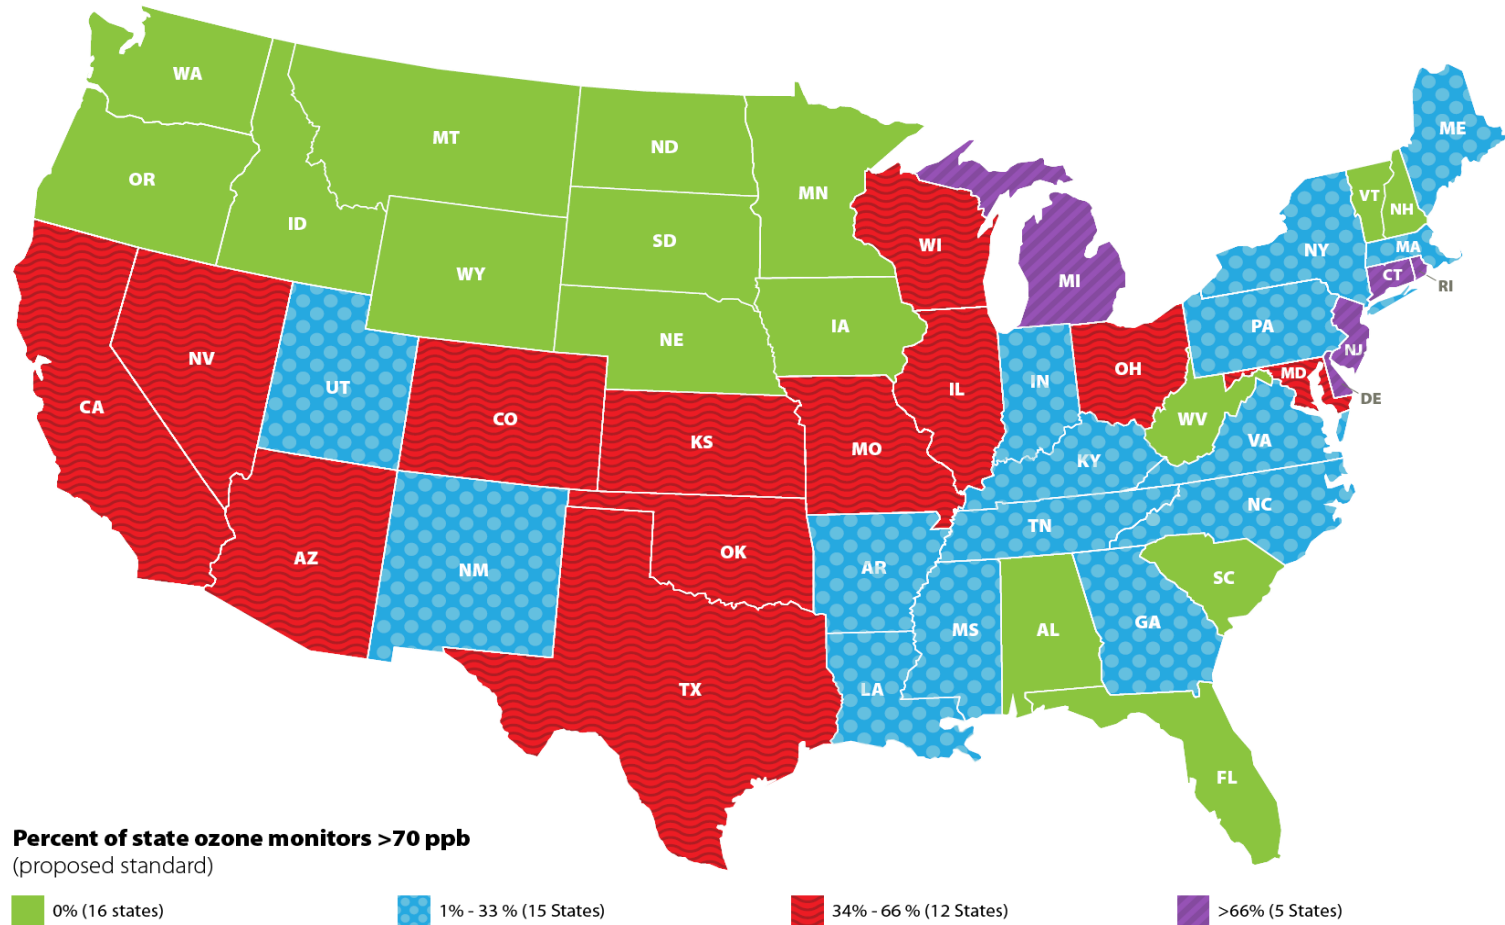 WA
ME
MT
ND
OR
MN
VT
NH
ID
SD
WI
NY
MA
WY
CT
MI
RI
IA
PA
NE
NV
NJ
OH
MD
UT
IN
IL
DE
CA
CO
WV
KS
MO
VA
KY
NC
TN
OK
AZ
AR
NM
SC
GA
MS
AL
TX
LA
FL
Percent of state ozone monitors >70 ppb
(proposed standard)
0% (16 states)
1% - 33 % (15 States)
34% - 66 % (12 States)
>66% (5 States)